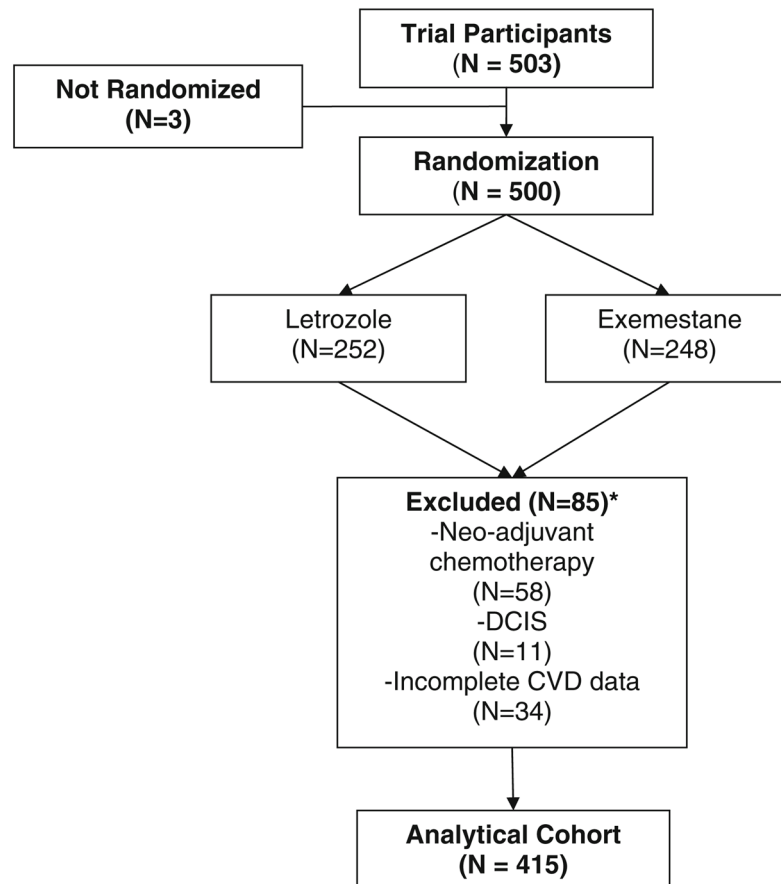 Trial Participants
(N = 503)
Not Randomized
(N=3)
Randomization
(N = 500)
Letrozole
(N=252)
Exemestane
(N=248)
Excluded (N=85)*
-Neo-adjuvant
chemotherapy
(N=58)
-DCIS
(N=11)
-Incomplete CVD data
(N=34)
Analytical Cohort
(N = 415)